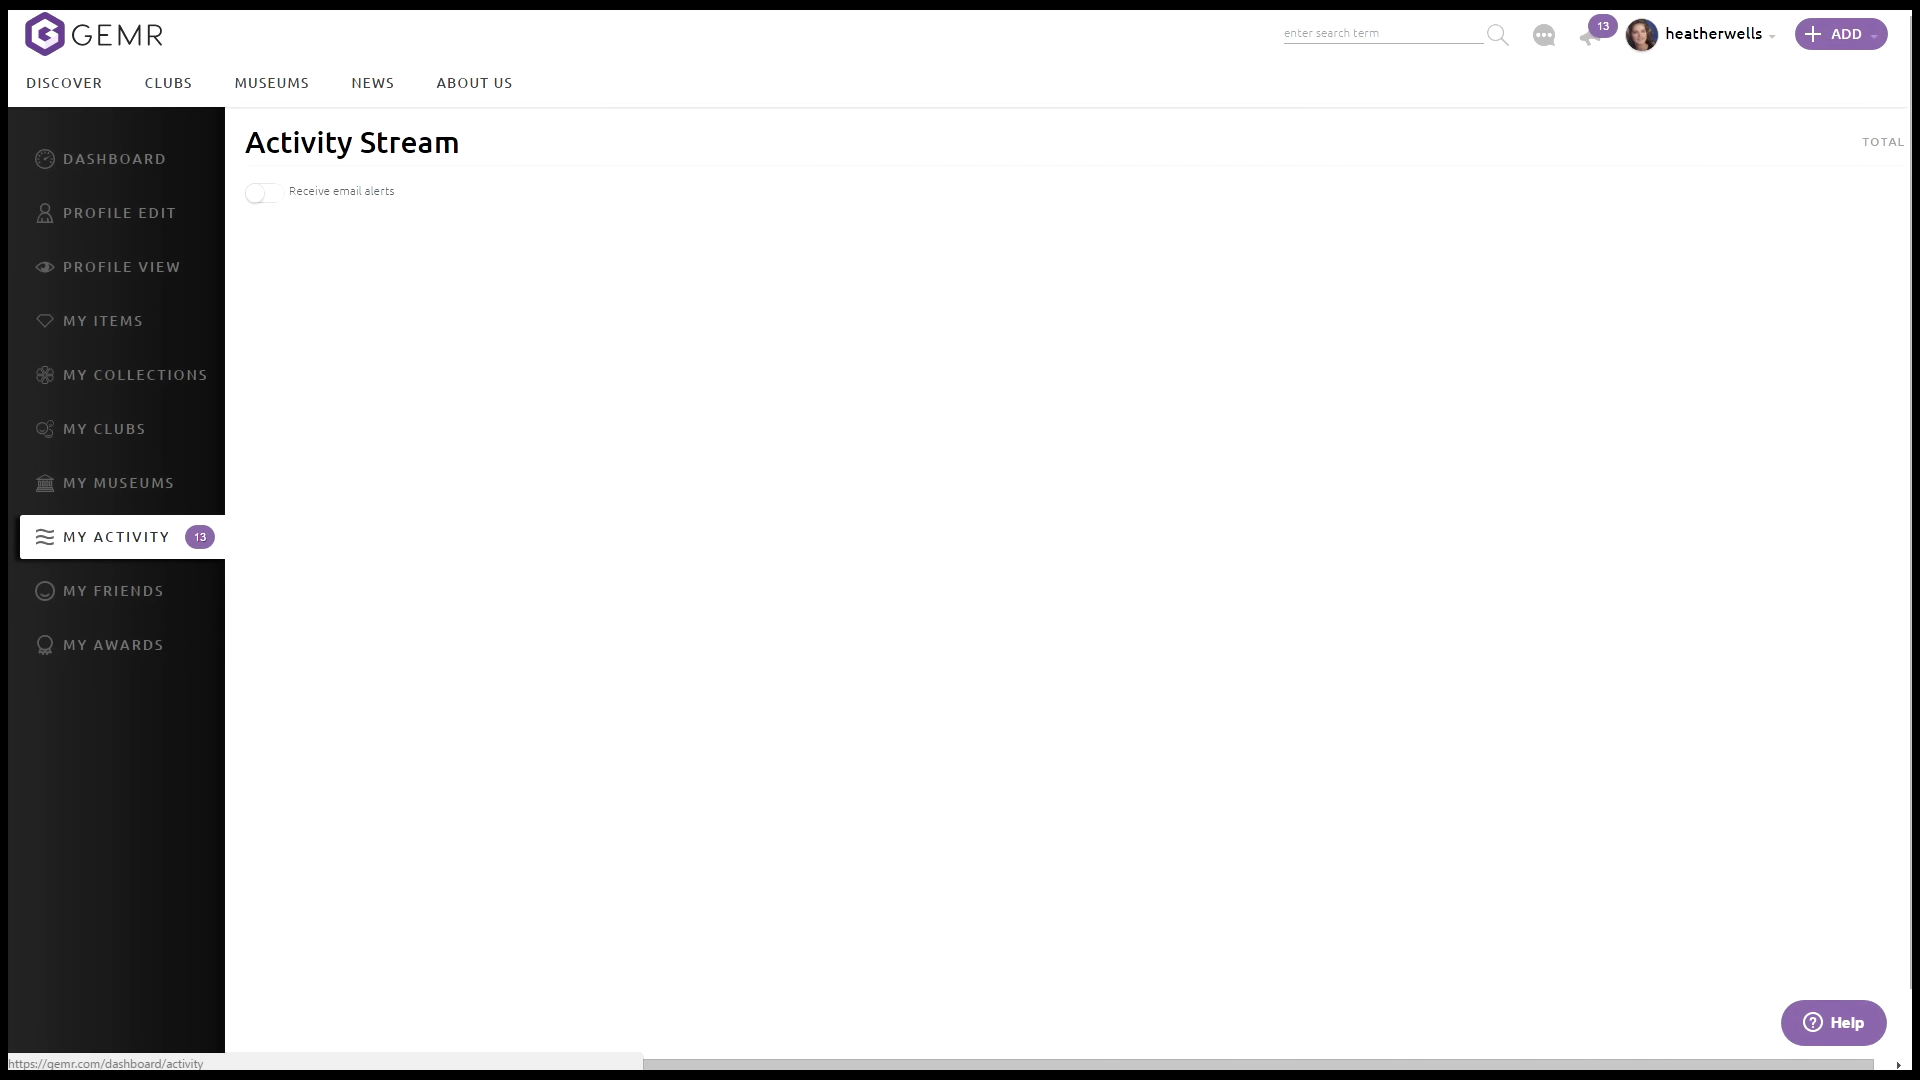 GEMR
enter search term
13
heatherwells
ADD
DISCOVER CLUBS MUSEUMS NEWS ABOUT US
DASHBOARD
PROFILE EDIT
PROFILE VIEW
MY ITEMS
MY COLLECTIONS
MY CLUBS
MY MUSEUMS
MY ACTIVITY 13
MY FRIENDS
MY AWARDS
Activity Stream
TOTAL
Receive email alerts
? Help
https://gemr.com/dashboard/activity